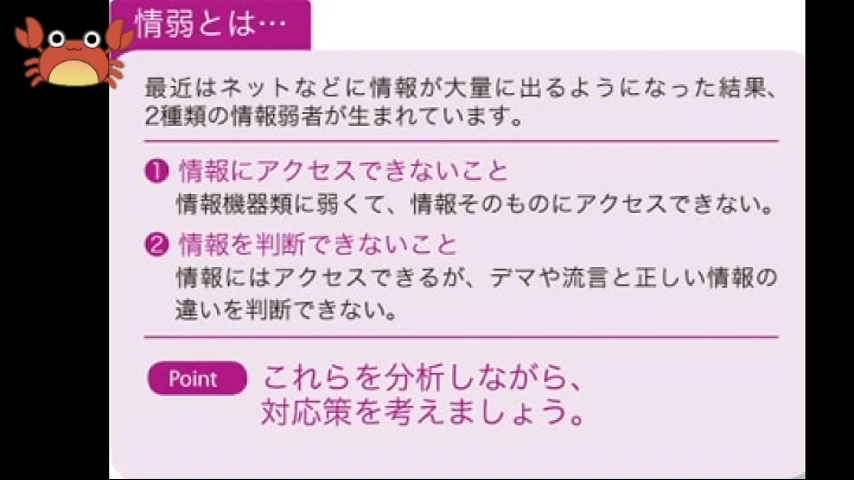 情弱とは…
最近はネットなどに情報が大量に出るようになった結果、
2種類の情報弱者が生まれています。
❶ 情報にアクセスできないこと
情報機器類に弱くて、情報そのものにアクセスできない。
❷ 情報を判断できないこと
情報にはアクセスできるが、デマや流言と正しい情報の
違いを判断できない。
Point これらを分析しながら、
対応策を考えましょう。